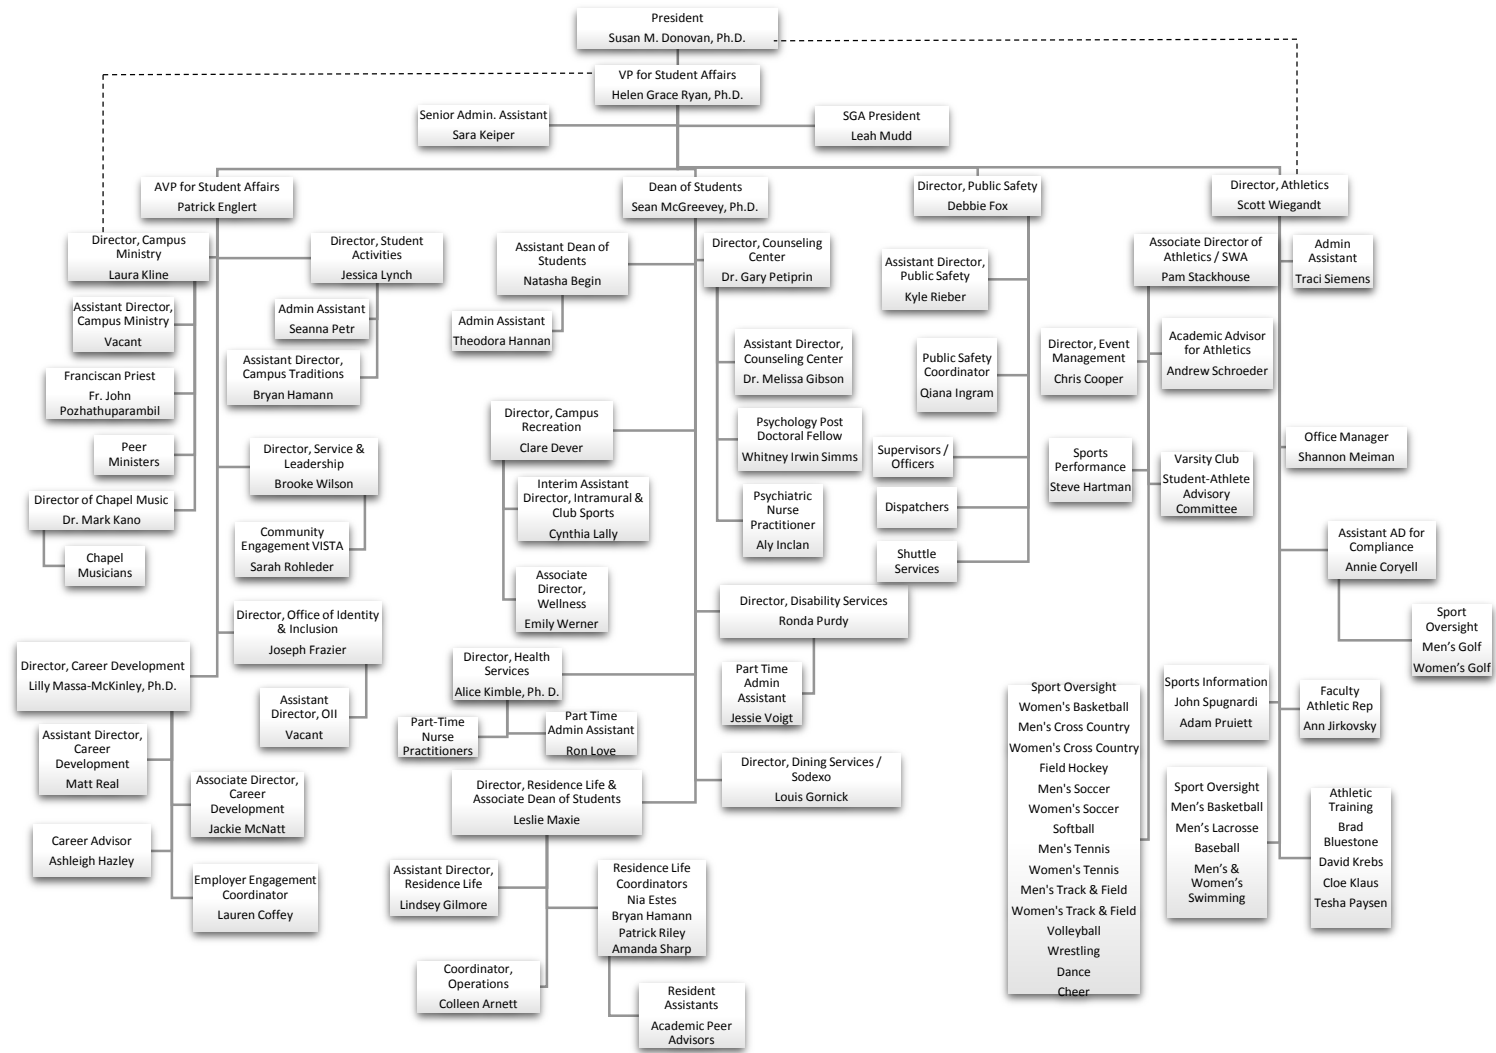 President
Susan M. Donovan, Ph.D.
VP for Student Affairs
Helen Grace Ryan, Ph.D.
Senior Admin. Assistant
Sara Keiper
SGA President
Leah Mudd
AVP for Student Affairs
Patrick Englert
Director, Campus
Ministry
Laura Kline
Assistant Director,
Campus Ministry
Vacant
Franciscan Priest
Fr. John
Pozhathuparambil
Peer
Ministers
Director of Chapel Music
Dr. Mark Kano
Chapel
Musicians
Director, Student
Activities
Jessica Lynch
Admin Assistant
Seanna Petr
Assistant Director,
Campus Traditions
Bryan Hamann
Director, Service &
Leadership
Brooke Wilson
Community
Engagement VISTA
Sarah Rohleder
Director, Office of Identity
& Inclusion
Joseph Frazier
Assistant
Director, OII
Vacant
Director, Career Development
Lilly Massa-McKinley, Ph.D.
Assistant Director,
Career
Development
Matt Real
Associate Director,
Career
Development
Jackie McNatt
Career Advisor
Ashleigh Hazley
Employer Engagement
Coordinator
Lauren Coffey
Dean of Students
Sean McGreevey, Ph.D.
Assistant Dean of
Students
Natasha Begin
Admin Assistant
Theodora Hannan
Director, Counseling
Center
Dr. Gary Petiprin
Assistant Director,
Counseling Center
Dr. Melissa Gibson
Psychology Post
Doctoral Fellow
Whitney Irwin Simms
Psychiatric
Nurse
Practitioner
Aly Inclan
Director, Campus
Recreation
Clare Dever
Interim Assistant
Director, Intramural &
Club Sports
Cynthia Lally
Associate
Director,
Wellness
Emily Werner
Director, Disability Services
Ronda Purdy
Part Time
Admin
Assistant
Jessie Voigt
Director, Health
Services
Alice Kimble, Ph. D.
Part-Time
Nurse
Practitioners
Part Time
Admin Assistant
Ron Love
Director, Dining Services /
Sodexo
Louis Gornick
Director, Residence Life &
Associate Dean of Students
Leslie Maxie
Assistant Director,
Residence Life
Lindsey Gilmore
Residence Life
Coordinators
Nia Estes
Bryan Hamann
Patrick Riley
Amanda Sharp
Coordinator,
Operations
Colleen Arnett
Resident
Assistants
Academic Peer
Advisors
Director, Public Safety
Debbie Fox
Assistant Director,
Public Safety
Kyle Rieber
Public Safety
Coordinator
Qiana Ingram
Supervisors /
Officers
Dispatchers
Shuttle
Services
Director, Athletics
Scott Wiegandt
Associate Director of
Athletics / SWA
Pam Stackhouse
Admin
Assistant
Traci Siemens
Director, Event
Management
Chris Cooper
Academic Advisor
for Athletics
Andrew Schroeder
Sports
Performance
Steve Hartman
Varsity Club
Student-Athlete
Advisory
Committee
Office Manager
Shannon Meiman
Assistant AD for
Compliance
Annie Coryell
Sport
Oversight
Men's Golf
Women's Golf
Sports Information
John Spugnardi
Adam Pruiett
Faculty
Athletic Rep
Ann Jirkovsky
Sport Oversight
Women's Basketball
Men's Cross Country
Women's Cross Country
Field Hockey
Men's Soccer
Women's Soccer
Softball
Men's Tennis
Women's Tennis
Men's Track & Field
Women's Track & Field
Volleyball
Wrestling
Dance
Cheer
Sport Oversight
Men's Basketball
Men's Lacrosse
Baseball
Men's &
Women's
Swimming
Athletic
Training
Brad
Bluestone
David Krebs
Cloe Klaus
Tesha Paysen